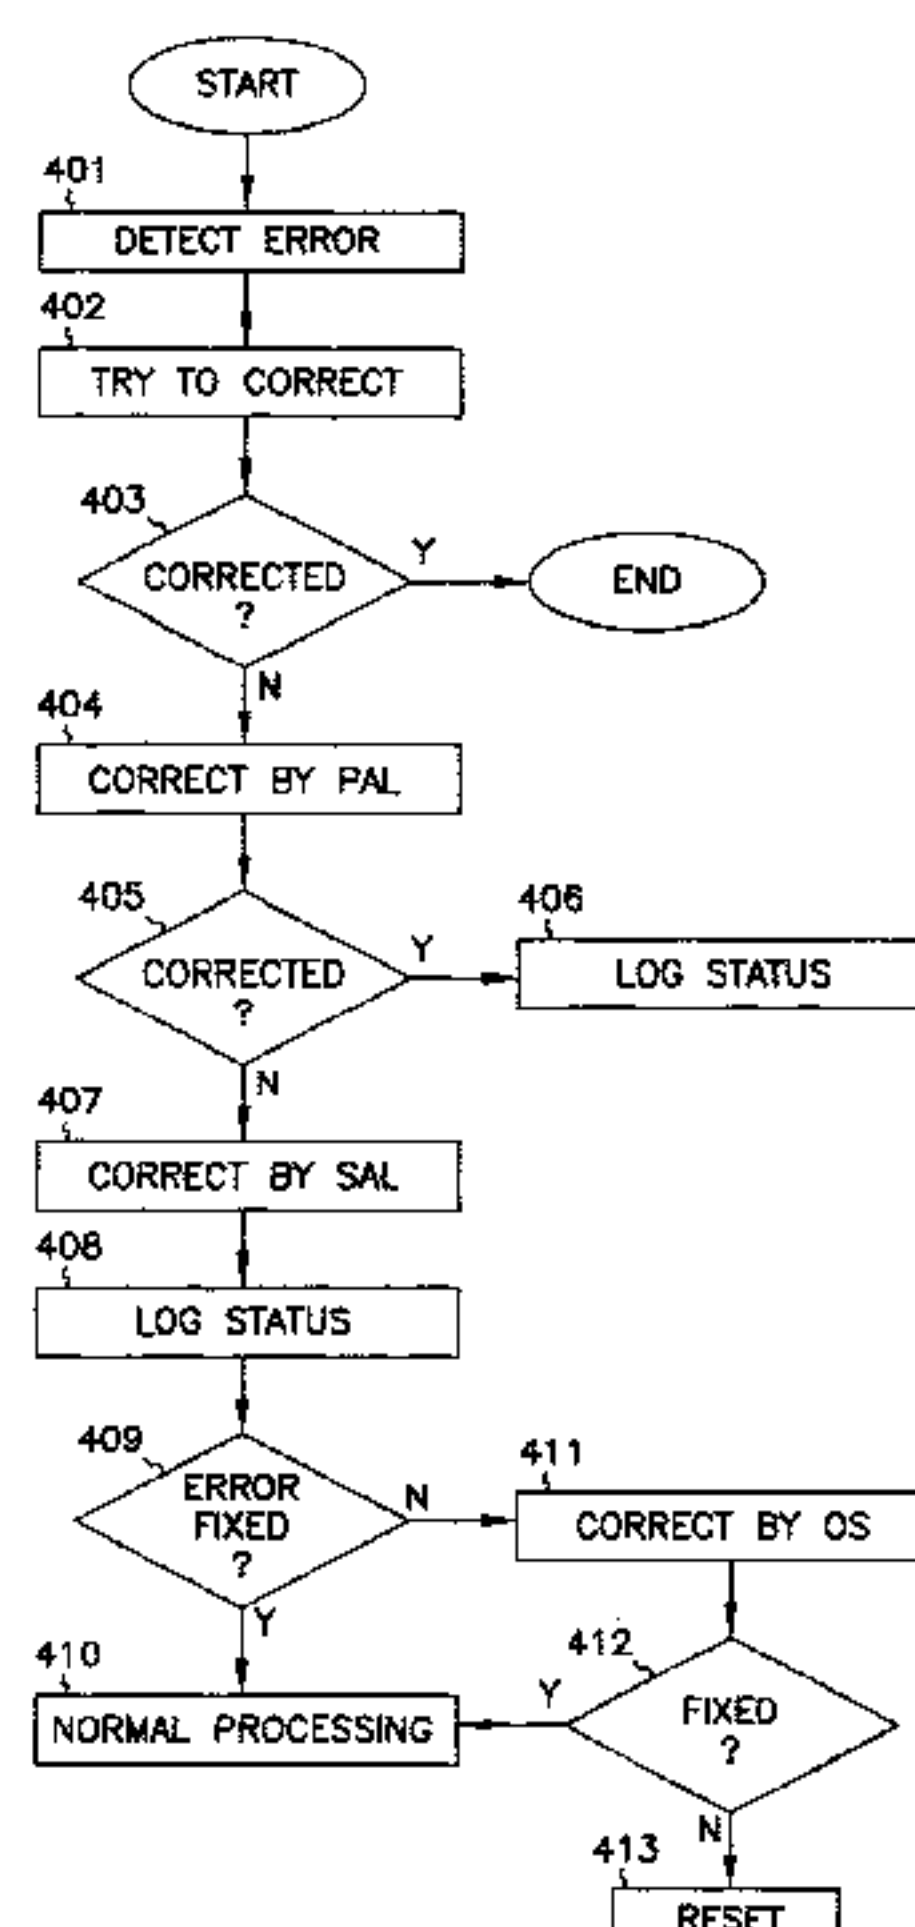 START
401
DETECT ERROR
402
TRY TO CORRECT
403
CORRECTED
?
Y
END
N
404
CORRECT BY PAL
405
CORRECTED
?
Y
406
LOG STATUS
N
407
CORRECT BY SAL
408
LOG STATUS
409
ERROR
FIXED
?
N
411
CORRECT BY OS
Y
410
NORMAL PROCESSING
412
FIXED
?
Y
N
413
RESET